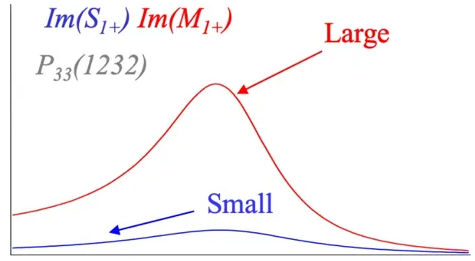 Im(S1+) Im(M1+)
Large
P33(1232)
Small